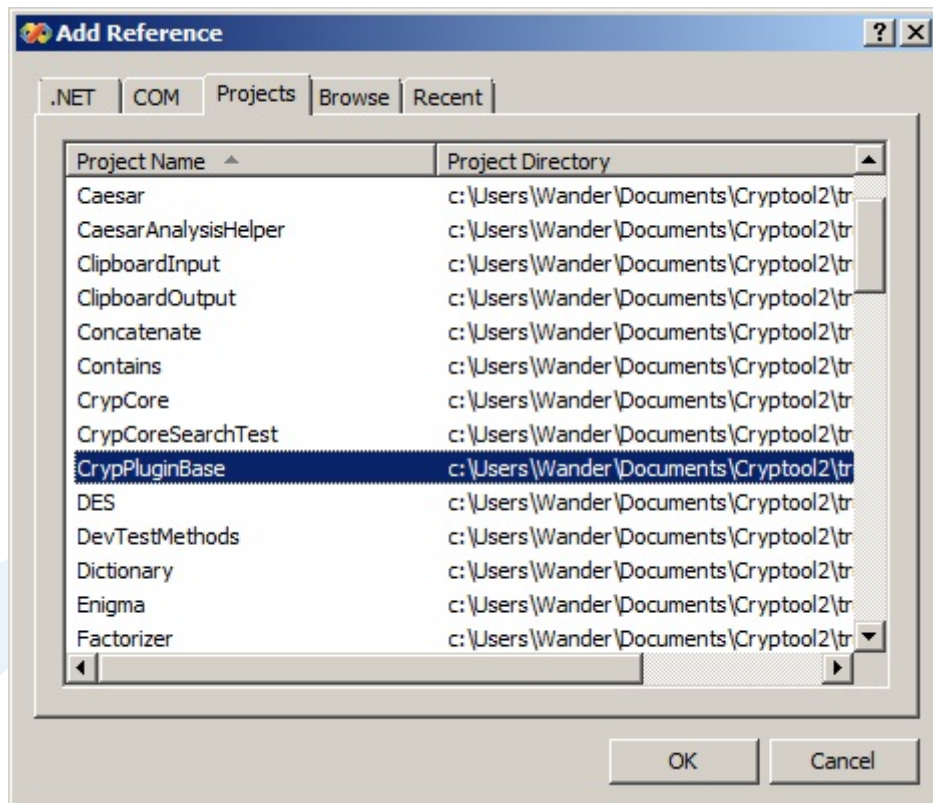 Add Reference
.NET COM Projects Browse Recent
Project Name Project Directory
Caesar c:\Users\Wander\Documents\Cryptool2\tr
CaesarAnalysisHelper c:\Users\Wander\Documents\Cryptool2\tr
ClipboardInput c:\Users\Wander\Documents\Cryptool2\tr
ClipboardOutput c:\Users\Wander\Documents\Cryptool2\tr
Concatenate c:\Users\Wander\Documents\Cryptool2\tr
Contains c:\Users\Wander\Documents\Cryptool2\tr
CrypCore c:\Users\Wander\Documents\Cryptool2\tr
CrypCoreSearchTest c:\Users\Wander\Documents\Cryptool2\tr
CrypPluginBase c:\Users\Wander\Documents\Cryptool2\tr
DES c:\Users\Wander\Documents\Cryptool2\tr
DevTestMethods c:\Users\Wander\Documents\Cryptool2\tr
Dictionary c:\Users\Wander\Documents\Cryptool2\tr
Enigma c:\Users\Wander\Documents\Cryptool2\tr
Factorizer c:\Users\Wander\Documents\Cryptool2\tr
OK Cancel